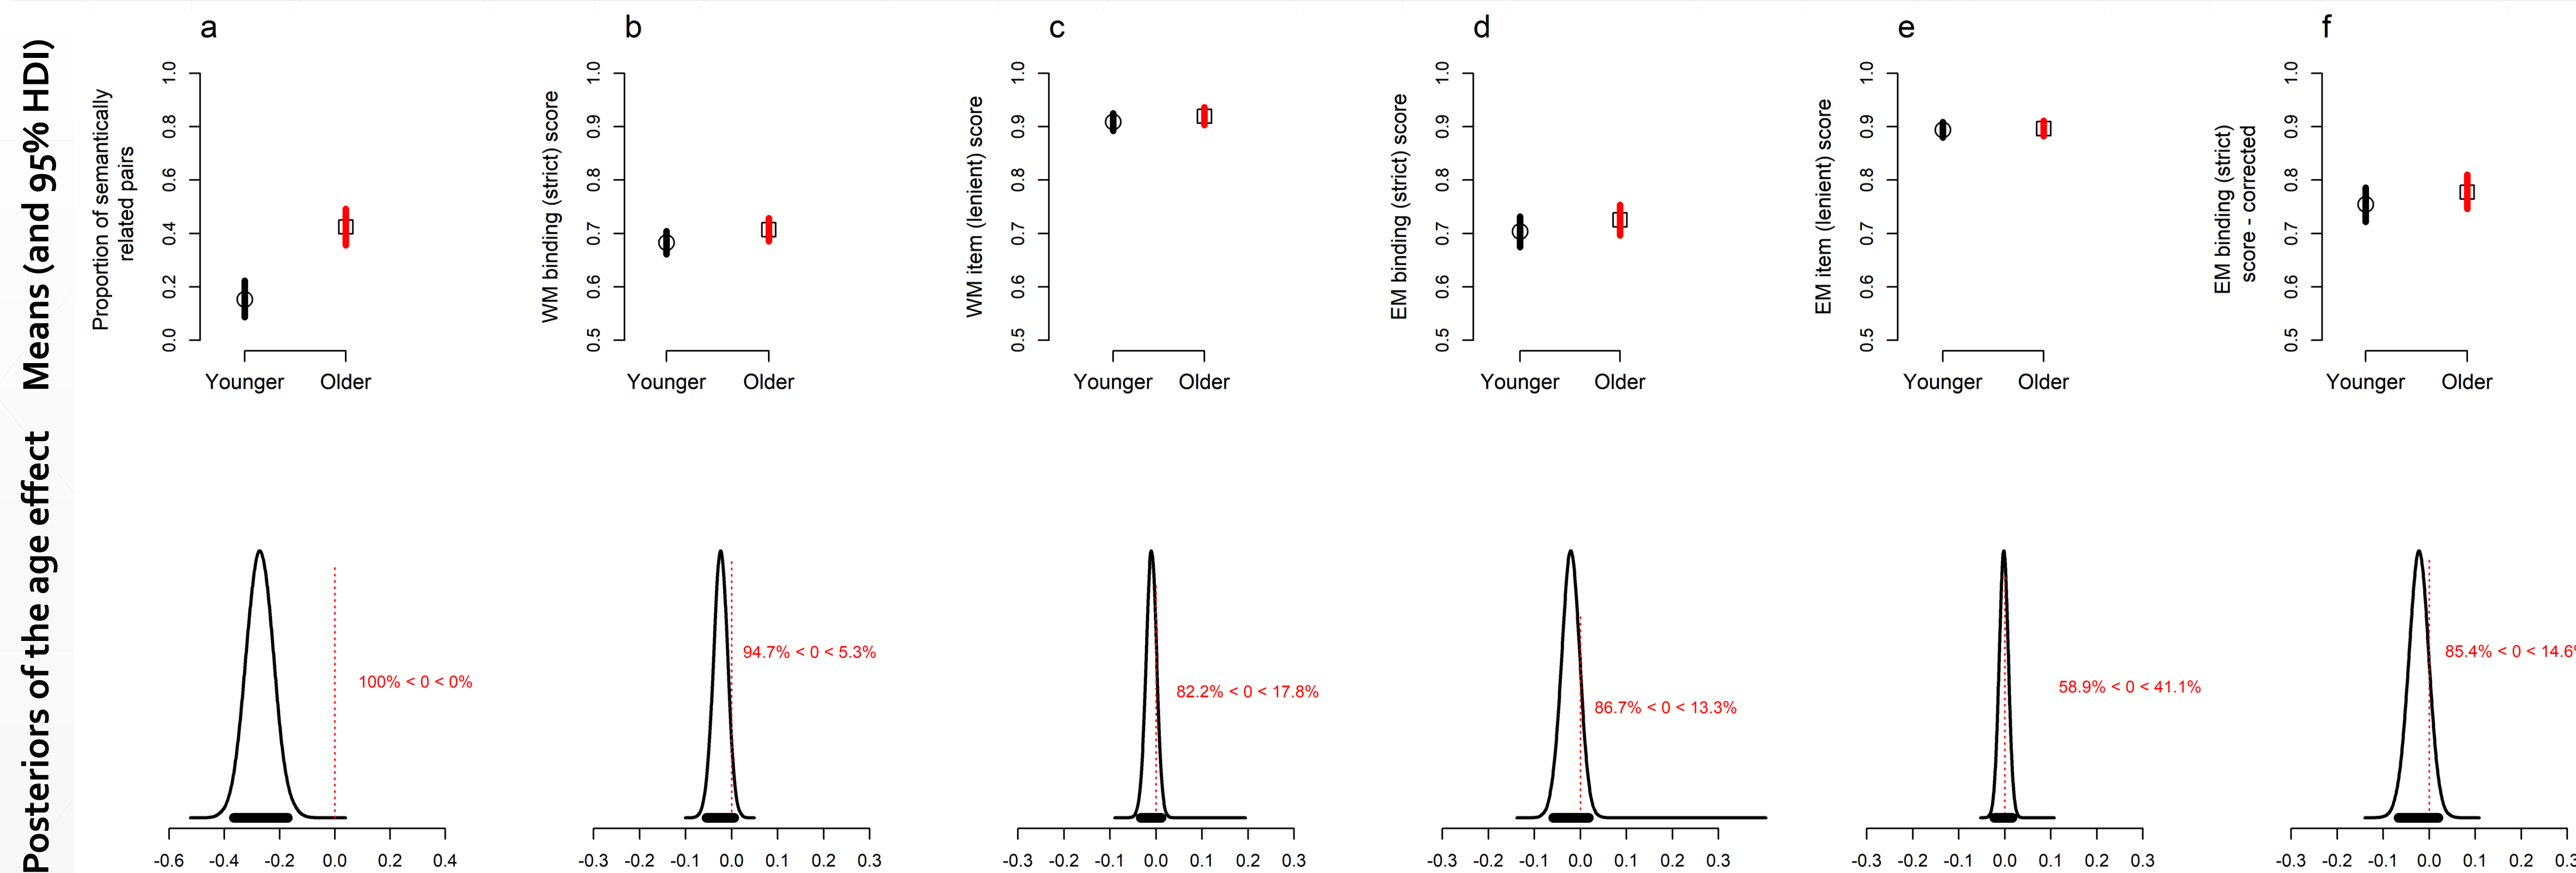 Means (and 95% HDI)
a
Proportion of semantically
related pairs
0.0 0.2 0.4 0.6 0.8 1.0
Younger Older
b
WM binding (strict) score
0.5 0.6 0.7 0.8 0.9 1.0
Younger Older
c
WM item (lenient) score
0.5 0.6 0.7 0.8 0.9 1.0
Younger Older
d
EM binding (strict) score
0.5 0.6 0.7 0.8 0.9 1.0
Younger Older
e
EM item (lenient) score
0.5 0.6 0.7 0.8 0.9 1.0
Younger Older
f
EM binding (strict)
score - corrected
0.5 0.6 0.7 0.8 0.9 1.0
Younger Older
Posteriors of the age effect
100% < 0 < 0%
-0.6 -0.4 -0.2 0.0 0.2 0.4
94.7% < 0 < 5.3%
-0.3 -0.2 -0.1 0.0 0.1 0.2 0.3
82.2% < 0 < 17.8%
-0.3 -0.2 -0.1 0.0 0.1 0.2 0.3
86.7% < 0 < 13.3%
-0.3 -0.2 -0.1 0.0 0.1 0.2 0.3
58.9% < 0 < 41.1%
-0.3 -0.2 -0.1 0.0 0.1 0.2 0.3
85.4% < 0 < 14.6%
-0.3 -0.2 -0.1 0.0 0.1 0.2 0.3